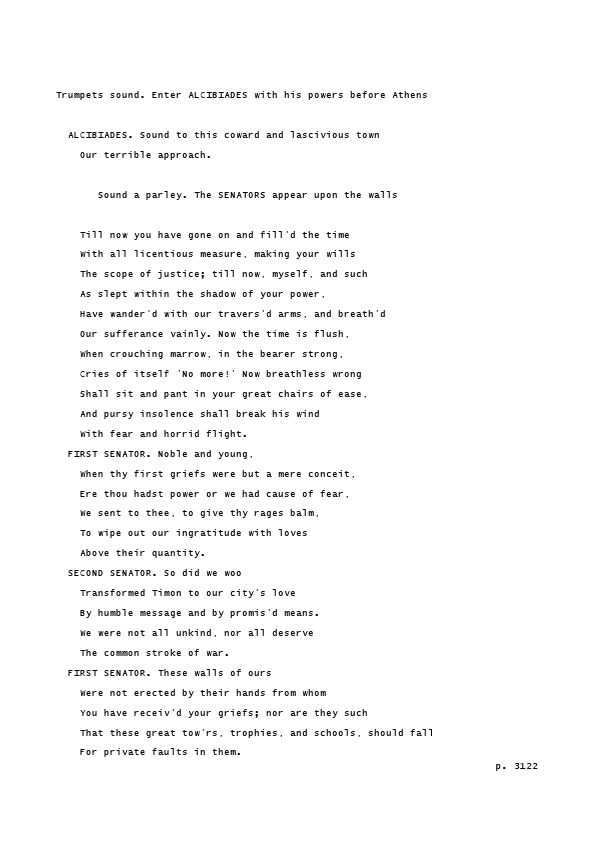 Trumpets sound. Enter ALCIBIADES with his powers before Athens
ALCIBIADES. Sound to this coward and lascivious town
Our terrible approach.
Sound a parley. The SENATORS appear upon the walls
Till now you have gone on and fill'd the time
With all licentious measure, making your wills
The scope of justice; till now, myself, and such
As slept within the shadow of your power,
Have wander'd with our travers'd arms, and breath'd
Our sufferance vainly. Now the time is flush,
When crouching marrow, in the bearer strong,
Cries of itself 'No more!' Now breathless wrong
Shall sit and pant in your great chairs of ease,
And pursy insolence shall break his wind
With fear and horrid flight.
FIRST SENATOR. Noble and young,
When thy first griefs were but a mere conceit,
Ere thou hadst power or we had cause of fear,
We sent to thee, to give thy rages balm,
To wipe out our ingratitude with loves
Above their quantity.
SECOND SENATOR. So did we woo
Transformed Timon to our city's love
By humble message and by promis'd means.
We were not all unkind, nor all deserve
The common stroke of war.
FIRST SENATOR. These walls of ours
Were not erected by their hands from whom
You have receiv'd your griefs; nor are they such
That these great tow'rs, trophies, and schools, should fall
For private faults in them.
p. 3122